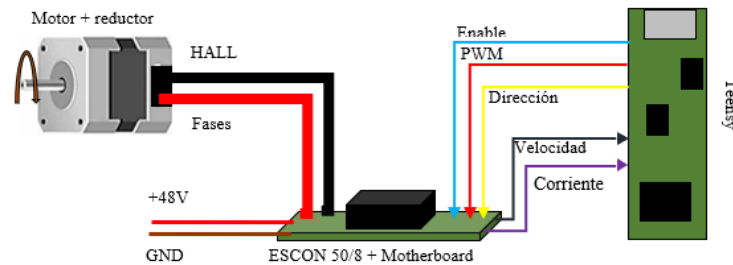 Motor + reductor
HALL
Fases
Enable
PWM
Dirección
Velocidad
Corriente
Teensy
+48V
GND
ESCON 50/8 + Motherboard